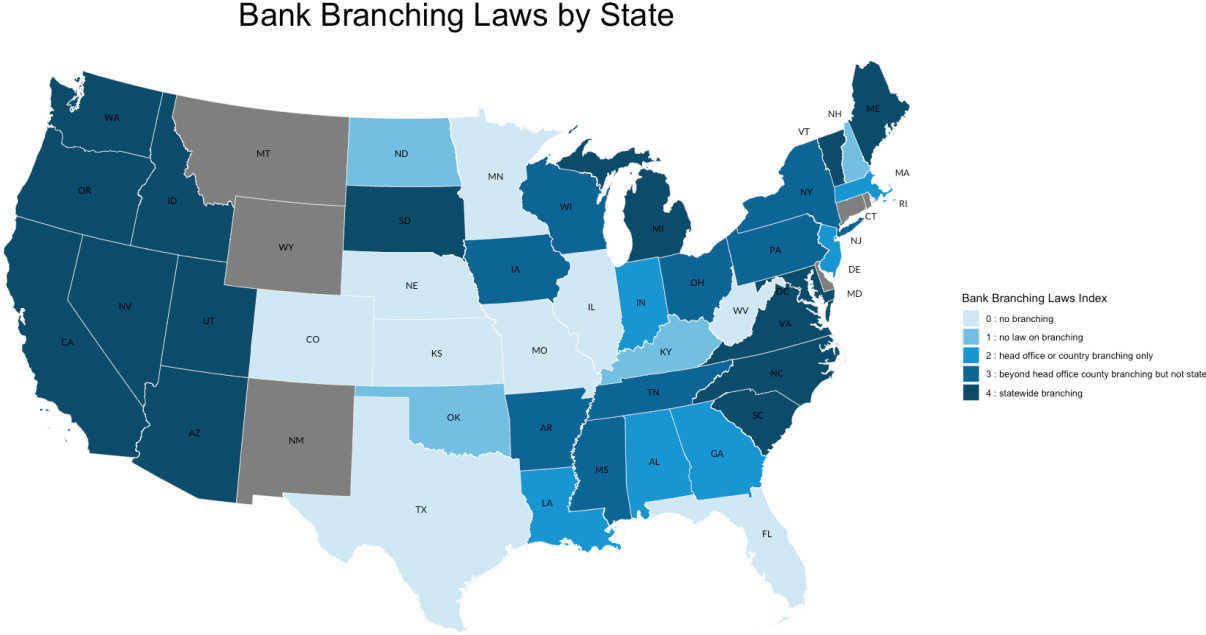 Bank Branching Laws by State
WA
OR
ID
MT
WY
NV
CA
UT
AZ
CO
NM
ND
SD
NE
KS
OK
TX
MN
IA
MO
AR
LA
WI
IL
MI
IN
OH
KY
TN
MS
AL
GA
FL
WV
VA
NC
SC
DC
PA
NY
VT
NH
ME
MA
RI
CT
NJ
DE
MD
Bank Branching Laws Index
0 : no branching
1 : no law on branching
2 : head office or country branching only
3 : beyond head office county branching but not state
4 : statewide branching